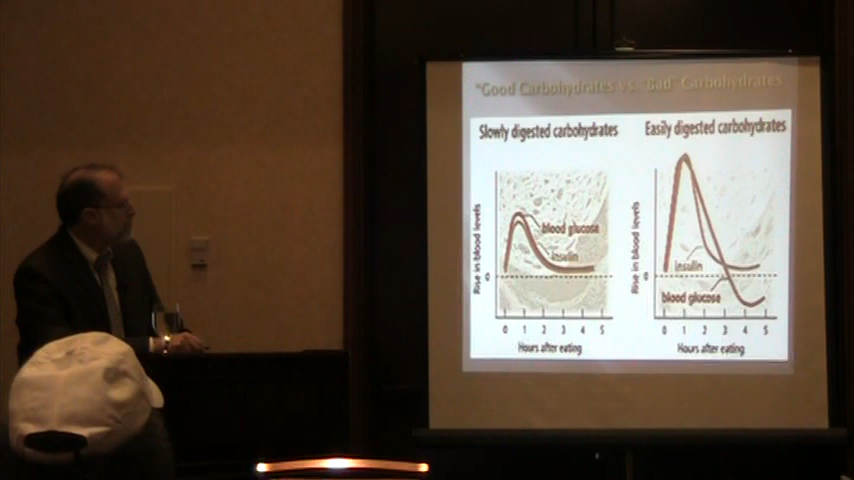 "Good Carbohydrates vs. "Bad" Carbohydrates
Slowly digested carbohydrates
Easily digested carbohydrates
Rise in blood levels
blood glucose
insulin
0
0 1 2 3 4 5
Hours after eating
Rise in blood levels
insulin
blood glucose
0
0 1 2 3 4 5
Hours after eating